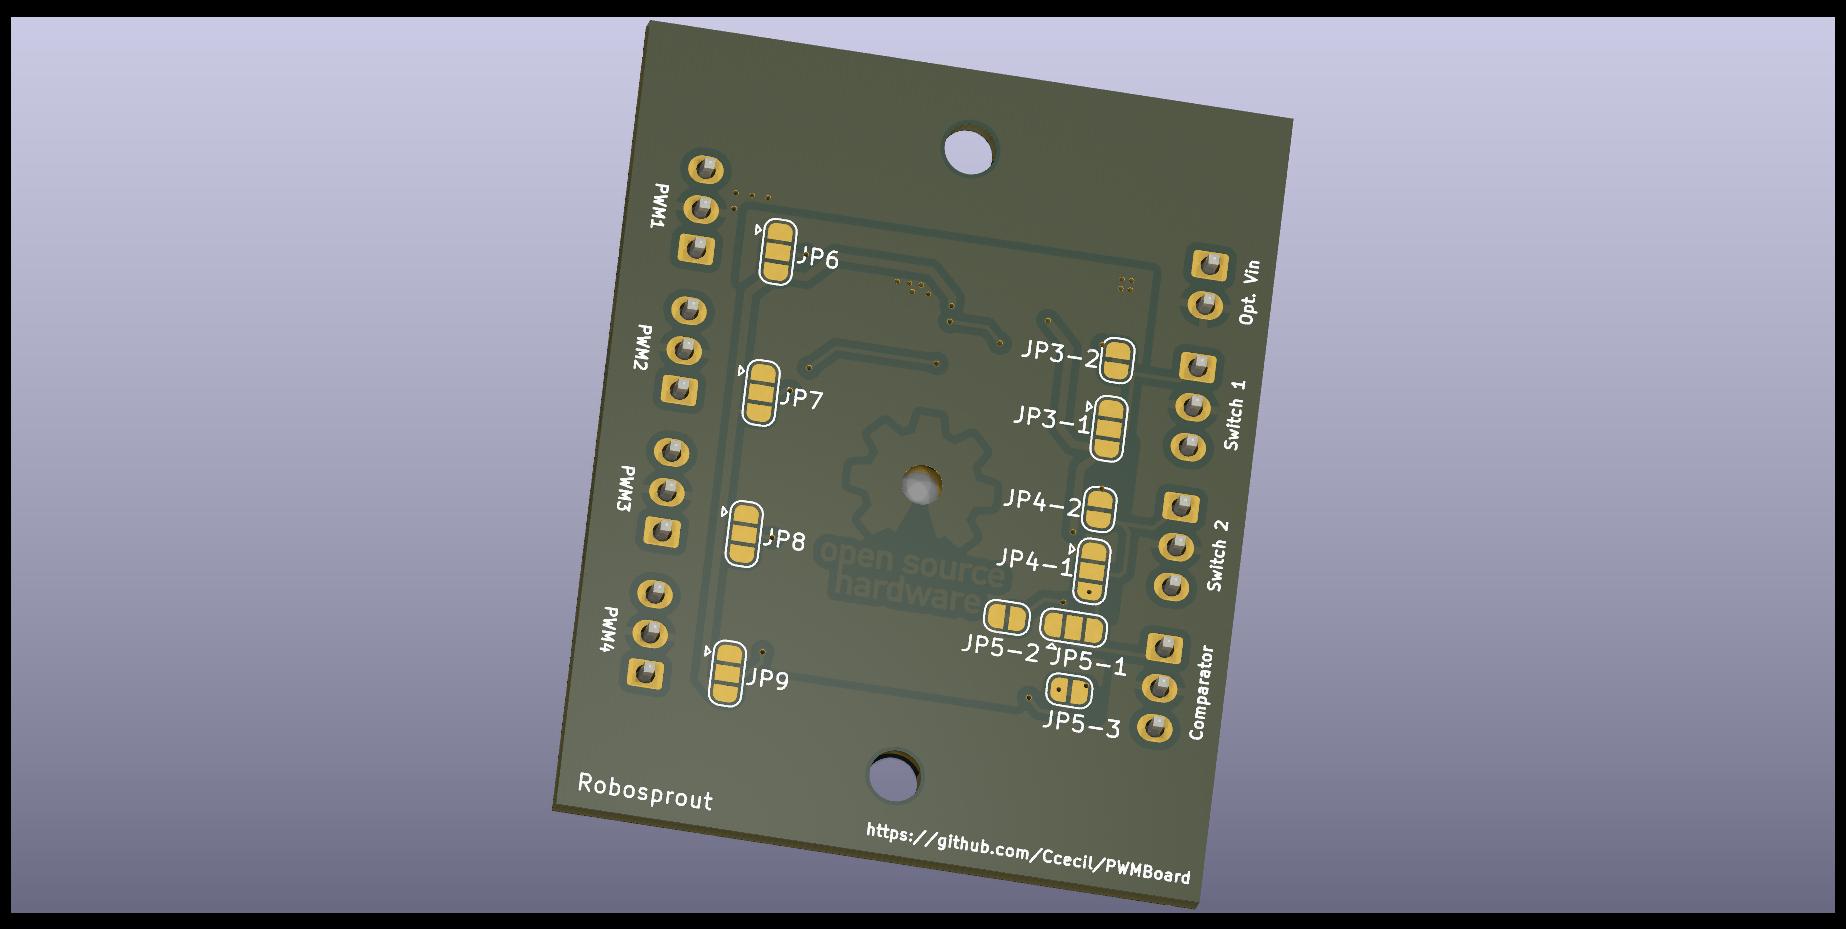 PWM1
JP6
Opt. Vin
PWM2
JP3-2
JP7
JP3-1
Switch 1
PWM3
JP4-2
JP8
open source
hardware
JP4-1
Switch 2
PWM4
JP5-2
JP5-1
JP9
JP5-3
Comparator
Robosprout
https://github.com/Ccecil/PWMBoard